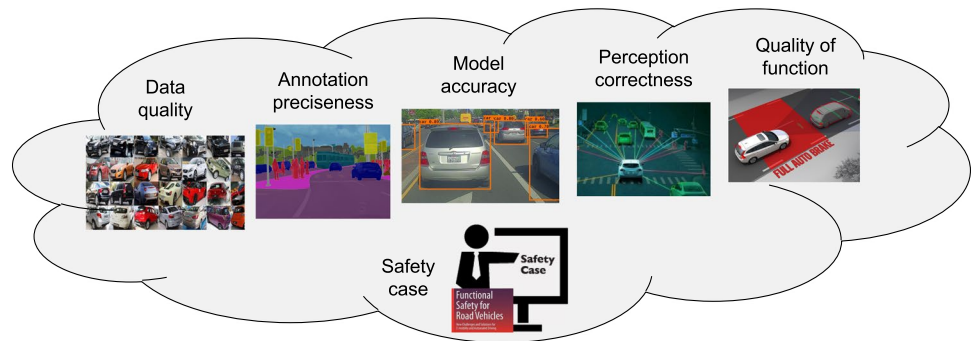 Data
quality
Annotation
preciseness
Model
accuracy
Perception
correctness
Quality of
function
FULL AUTO BRAKE
Safety
case
Safety
Case
Functional
Safety for
Road Vehicles